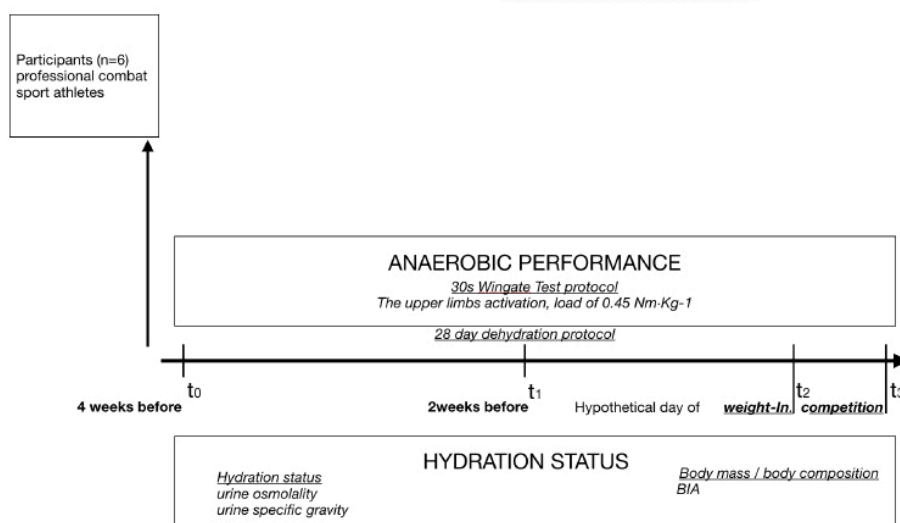 Participants (n=6)
professional combat
sport athletes
ANAEROBIC PERFORMANCE
30s Wingate Test protocol
The upper limbs activation, load of 0.45 Nm·Kg-1
28 day dehydration protocol
t0 t1 t2 t3
4 weeks before 2weeks before Hypothetical day of weight-In. competition
HYDRATION STATUS
Hydration status
urine osmolality
urine specific gravity
Body mass / body composition
BIA